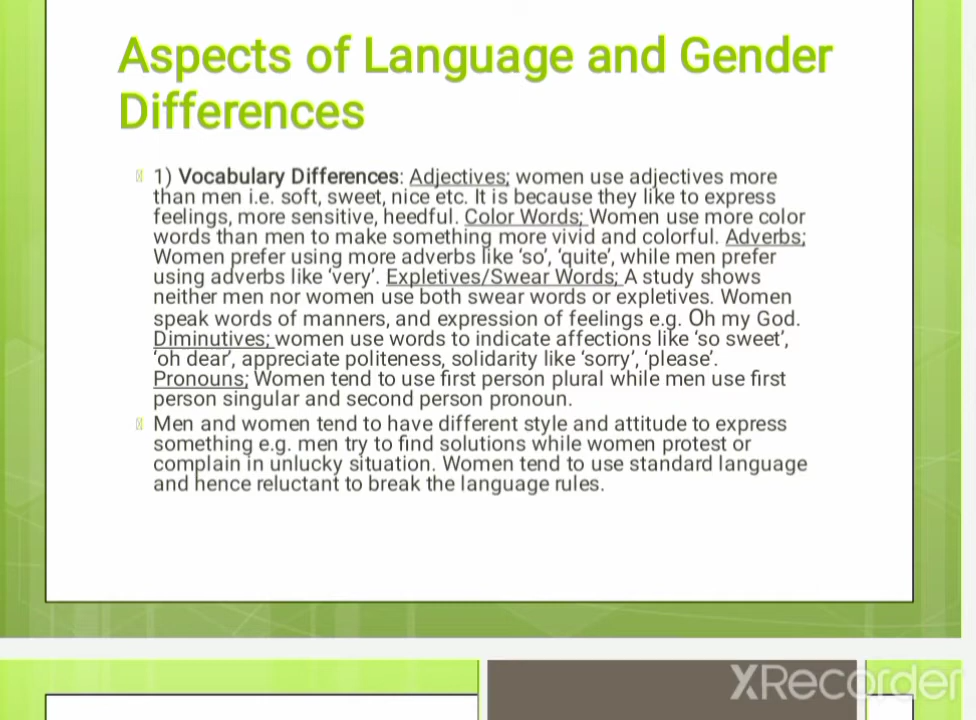 Aspects of Language and Gender
Differences
1) Vocabulary Differences: Adjectives; women use adjectives more
than men i.e. soft, sweet, nice etc. It is because they like to express
feelings, more sensitive, heedful. Color Words; Women use more color
words than men to make something more vivid and colorful. Adverbs;
Women prefer using more adverbs like ‘so’, ‘quite’, while men prefer
using adverbs like ‘very’. Expletives/Swear Words; A study shows
neither men nor women use both swear words or expletives. Women
speak words of manners, and expression of feelings e.g. Oh my God.
Diminutives; women use words to indicate affections like ‘so sweet’,
‘oh dear’, appreciate politeness, solidarity like ‘sorry’, ‘please’.
Pronouns; Women tend to use first person plural while men use first
person singular and second person pronoun.
Men and women tend to have different style and attitude to express
something e.g. men try to find solutions while women protest or
complain in unlucky situation. Women tend to use standard language
and hence reluctant to break the language rules.
XRecorder